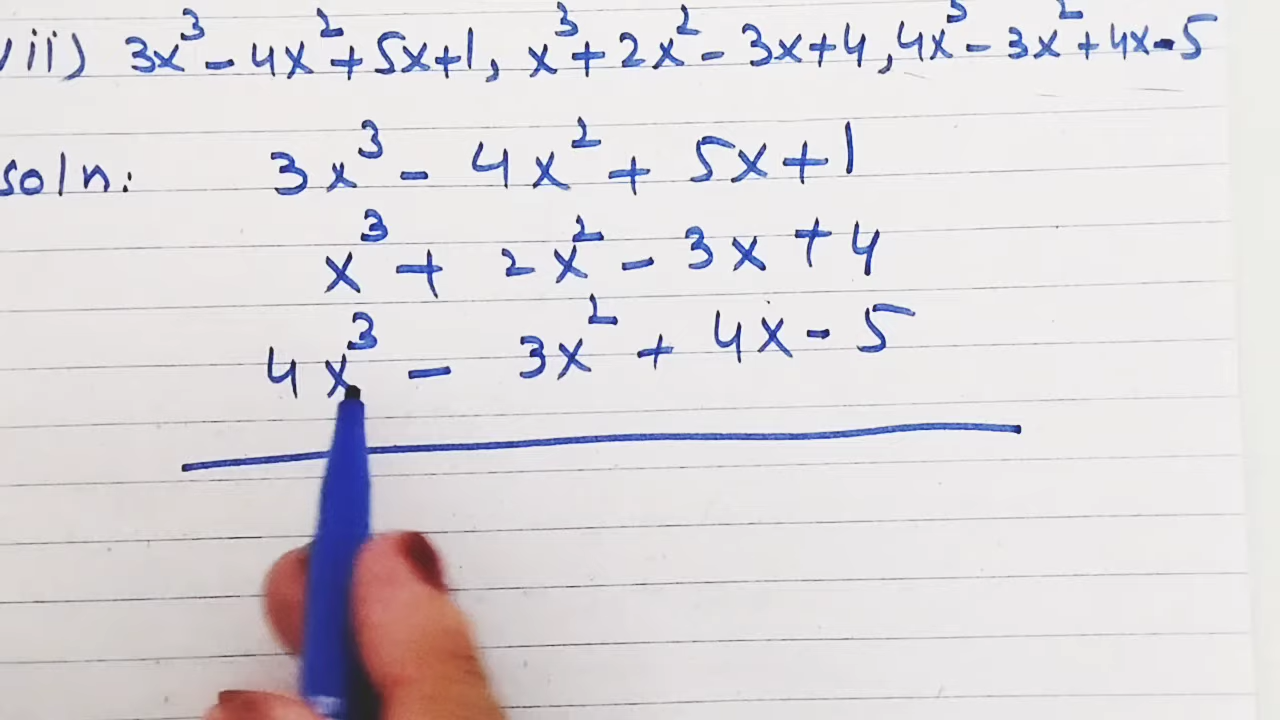 vii) 3x³ - 4x² + 5x + 1, x³ + 2x² - 3x + 4, 4x³ - 3x² + 4x - 5
soln: 3x³ - 4x² + 5x + 1
x³ + 2x² - 3x + 4
4x³ - 3x² + 4x - 5